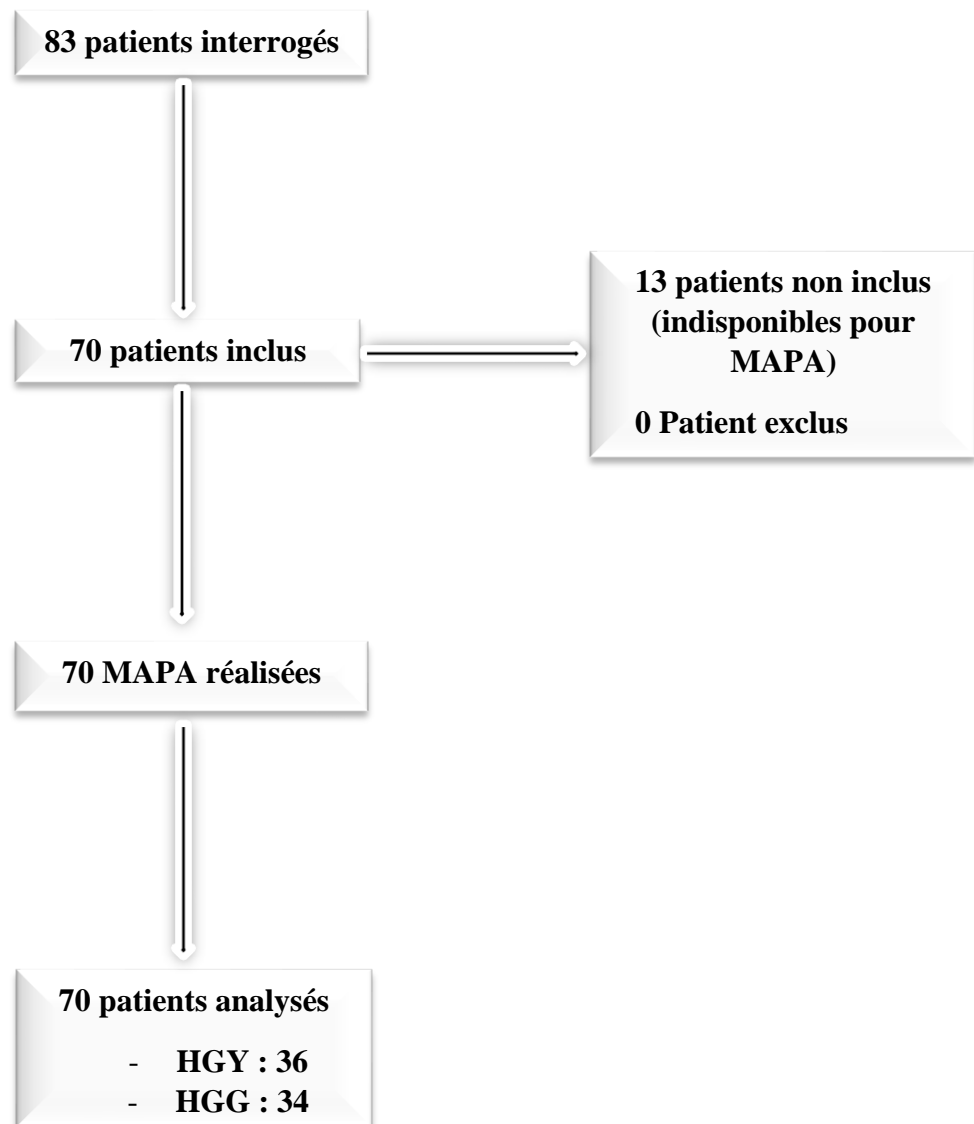 83 patients interrogés
70 patients inclus
13 patients non inclus
(indisponibles pour
MAPA)
0 Patient exclus
70 MAPA réalisées
70 patients analysés
- HGY : 36
- HGG : 34